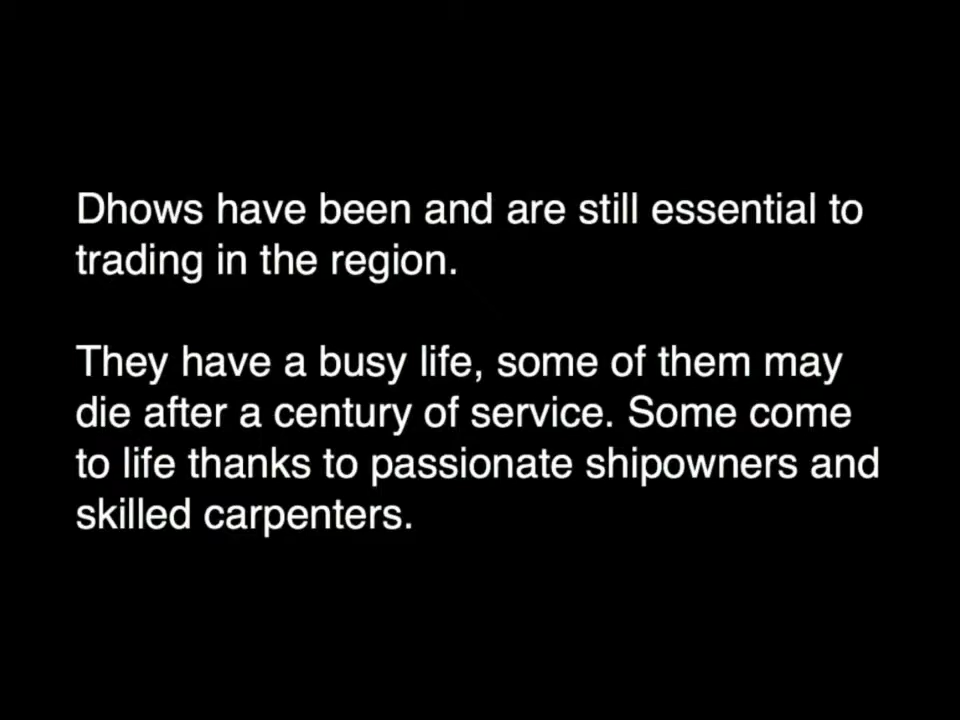 Dhows have been and are still essential to
trading in the region.
They have a busy life, some of them may
die after a century of service. Some come
to life thanks to passionate shipowners and
skilled carpenters.